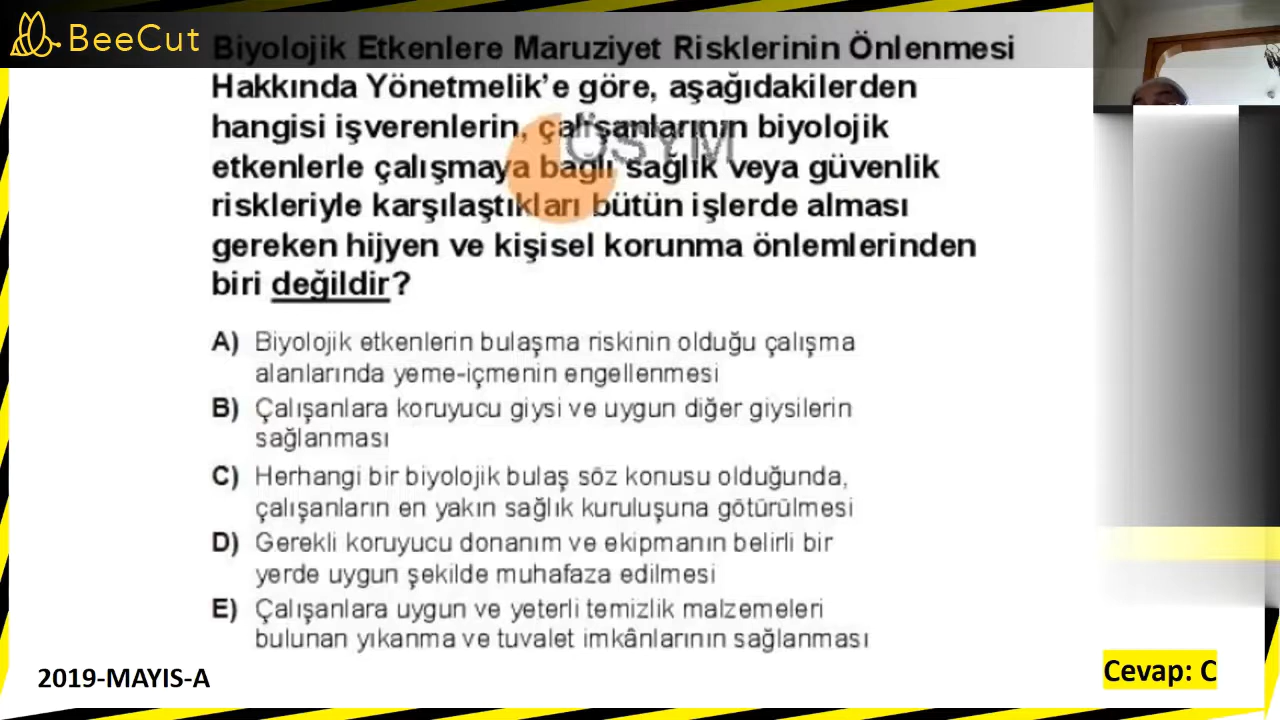 BeeCut
Biyolojik Etkenlere Maruziyet Risklerinin Önlenmesi
Hakkında Yönetmelik’e göre, aşağıdakilerden
hangisi işverenlerin, çalışanlarının biyolojik
etkenlerle çalışmaya bağlı sağlık veya güvenlik
riskleriyle karşılaştıkları bütün işlerde alması
gereken hijyen ve kişisel korunma önlemlerinden
biri değildir?
ÖSYM
A) Biyolojik etkenlerin bulaşma riskinin olduğu çalışma
alanlarında yeme-içmenin engellenmesi
B) Çalışanlara koruyucu giysi ve uygun diğer giysilerin
sağlanması
C) Herhangi bir biyolojik bulaş söz konusu olduğunda,
çalışanların en yakın sağlık kuruluşuna götürülmesi
D) Gerekli koruyucu donanım ve ekipmanın belirli bir
yerde uygun şekilde muhafaza edilmesi
E) Çalışanlara uygun ve yeterli temizlik malzemeleri
bulunan yıkanma ve tuvalet imkânlarının sağlanması
2019-MAYIS-A
Cevap: C